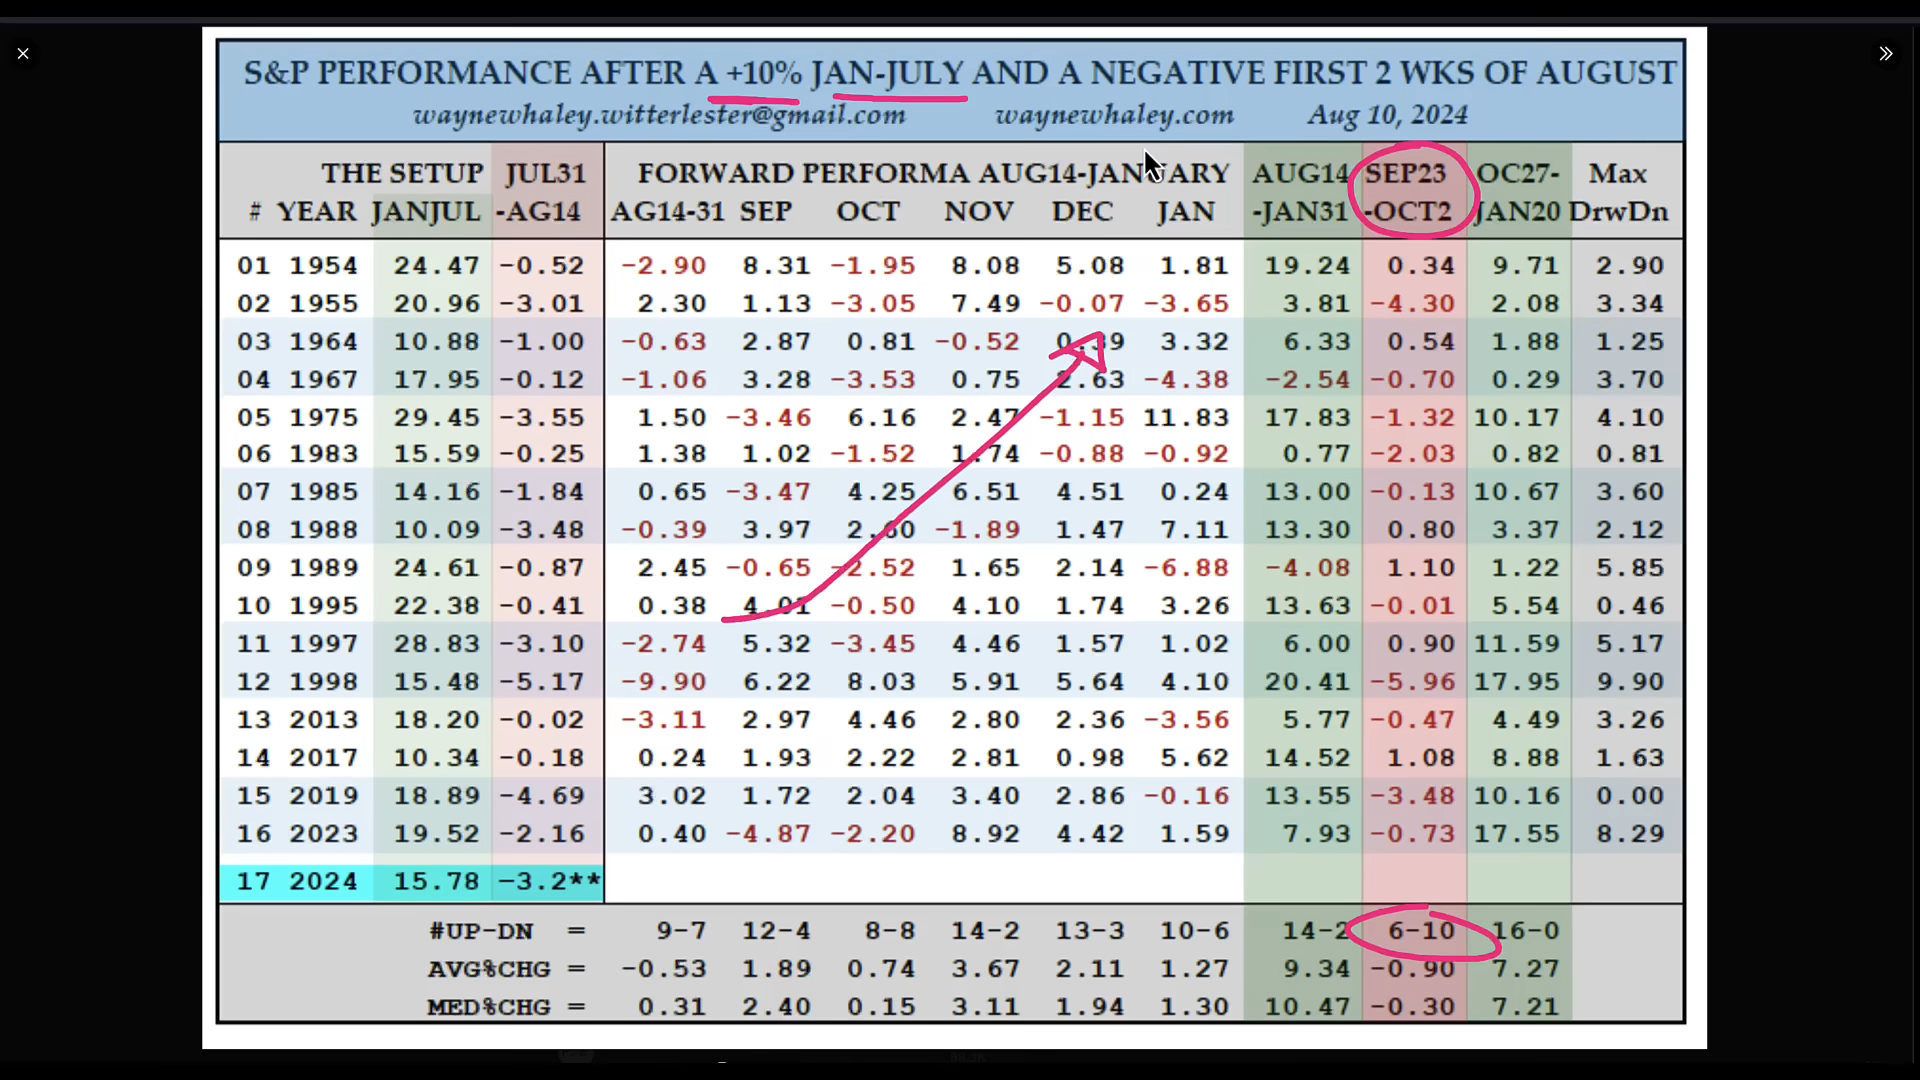 S&P PERFORMANCE AFTER A +10% JAN-JULY AND A NEGATIVE FIRST 2 WKS OF AUGUST
waynewhaley.witterlester@gmail.com waynewhaley.com Aug 10, 2024
THE SETUP JUL31 FORWARD PERFORMA AUG14-JANUARY AUG14 SEP23 OC27- Max
# YEAR JANJUL -AG14 AG14-31 SEP OCT NOV DEC JAN -JAN31 -OCT2 JAN20 DrwDn
01 1954 24.47 -0.52 -2.90 8.31 -1.95 8.08 5.08 1.81 19.24 0.34 9.71 2.90
02 1955 20.96 -3.01 2.30 1.13 -3.05 7.49 -0.07 -3.65 3.81 -4.30 2.08 3.34
03 1964 10.88 -1.00 -0.63 2.87 0.81 -0.52 0.39 3.32 6.33 0.54 1.88 1.25
04 1967 17.95 -0.12 -1.06 3.28 -3.53 0.75 2.63 -4.38 -2.54 -0.70 0.29 3.70
05 1975 29.45 -3.55 1.50 -3.46 6.16 2.47 -1.15 11.83 17.83 -1.32 10.17 4.10
06 1983 15.59 -0.25 1.38 1.02 -1.52 1.74 -0.88 -0.92 0.77 -2.03 0.82 0.81
07 1985 14.16 -1.84 0.65 -3.47 4.25 6.51 4.51 0.24 13.00 -0.13 10.67 3.60
08 1988 10.09 -3.48 -0.39 3.97 2.60 -1.89 1.47 7.11 13.30 0.80 3.37 2.12
09 1989 24.61 -0.87 2.45 -0.65 -2.52 1.65 2.14 -6.88 -4.08 1.10 1.22 5.85
10 1995 22.38 -0.41 0.38 4.01 -0.50 4.10 1.74 3.26 13.63 -0.01 5.54 0.46
11 1997 28.83 -3.10 -2.74 5.32 -3.45 4.46 1.57 1.02 6.00 0.90 11.59 5.17
12 1998 15.48 -5.17 -9.90 6.22 8.03 5.91 5.64 4.10 20.41 -5.96 17.95 9.90
13 2013 18.20 -0.02 -3.11 2.97 4.46 2.80 2.36 -3.56 5.77 -0.47 4.49 3.26
14 2017 10.34 -0.18 0.24 1.93 2.22 2.81 0.98 5.62 14.52 1.08 8.88 1.63
15 2019 18.89 -4.69 3.02 1.72 2.04 3.40 2.86 -0.16 13.55 -3.48 10.16 0.00
16 2023 19.52 -2.16 0.40 -4.87 -2.20 8.92 4.42 1.59 7.93 -0.73 17.55 8.29
17 2024 15.78 -3.2**
#UP-DN = 9-7 12-4 8-8 14-2 13-3 10-6 14-2 6-10 16-0
AVG%CHG = -0.53 1.89 0.74 3.67 2.11 1.27 9.34 -0.90 7.27
MED%CHG = 0.31 2.40 0.15 3.11 1.94 1.30 10.47 -0.30 7.21